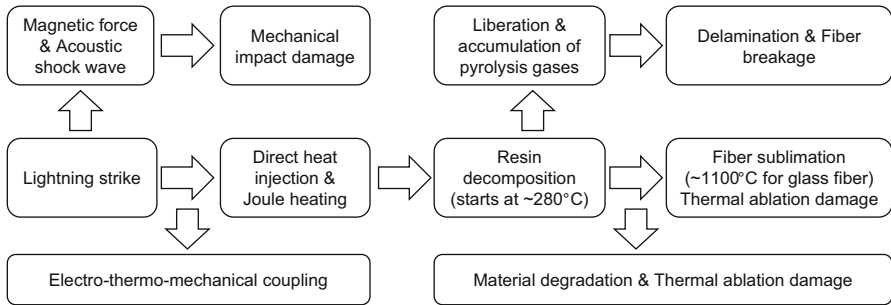 Magnetic force
& Acoustic
shock wave
Mechanical
impact damage
Liberation &
accumulation of
pyrolysis gases
Delamination & Fiber
breakage
Lightning strike
Direct heat
injection &
Joule heating
Resin
decomposition
(starts at ~280°C)
Fiber sublimation
(~1100°C for glass fiber)
Thermal ablation damage
Electro-thermo-mechanical coupling
Material degradation & Thermal ablation damage